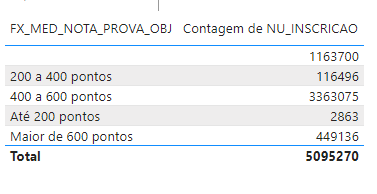 FX_MED_NOTA_PROVA_OBJ Contagem de NU_INSCRICAO
1163700
200 a 400 pontos 116496
400 a 600 pontos 3363075
Até 200 pontos 2863
Maior de 600 pontos 449136
Total 5095270